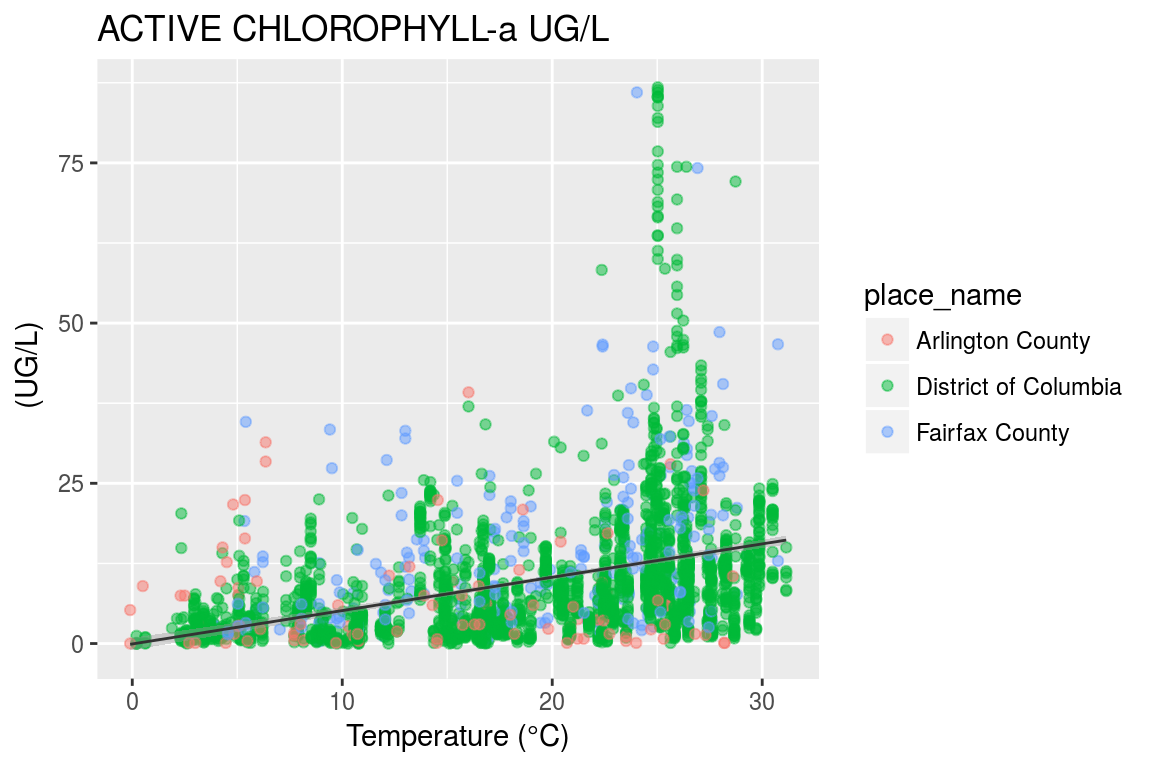 ACTIVE CHLOROPHYLL-a UG/L
(UG/L)
75
50
25
0
0 10 20 30
Temperature (°C)
place_name
Arlington County
District of Columbia
Fairfax County